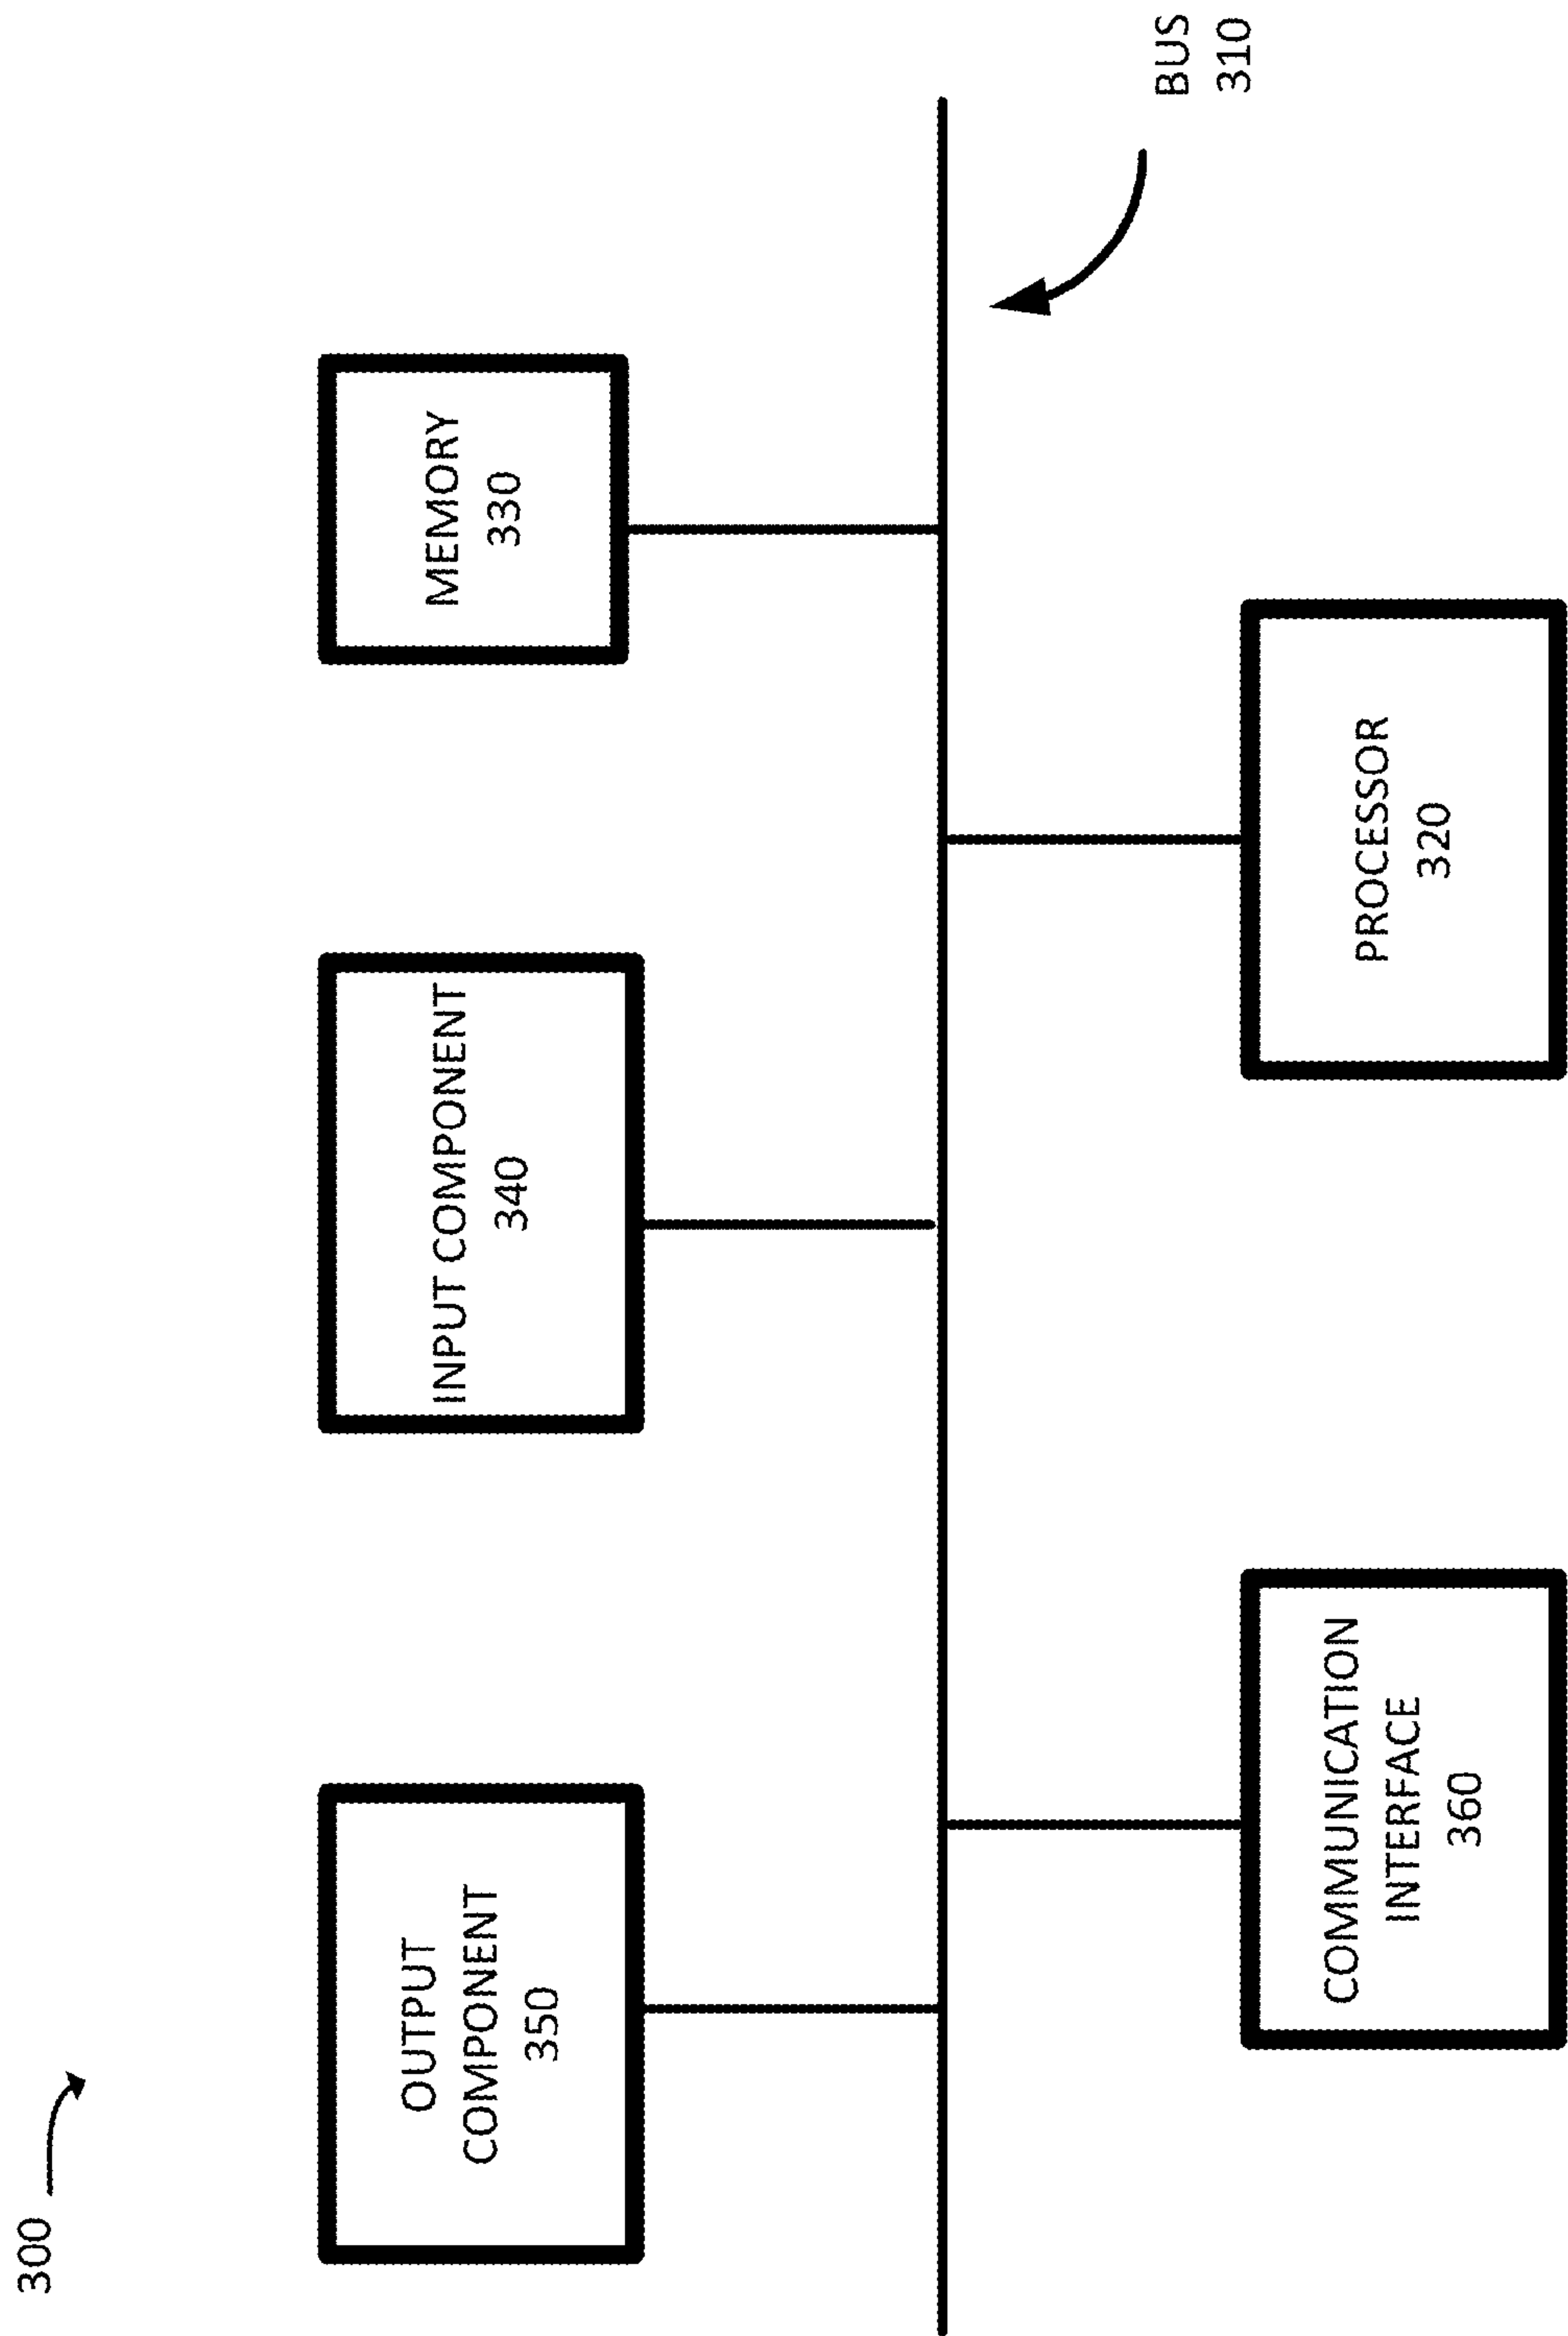 300
OUTPUT
COMPONENT
350
INPUT COMPONENT
340
MEMORY
330
BUS
310
COMMUNICATION
INTERFACE
360
PROCESSOR
320